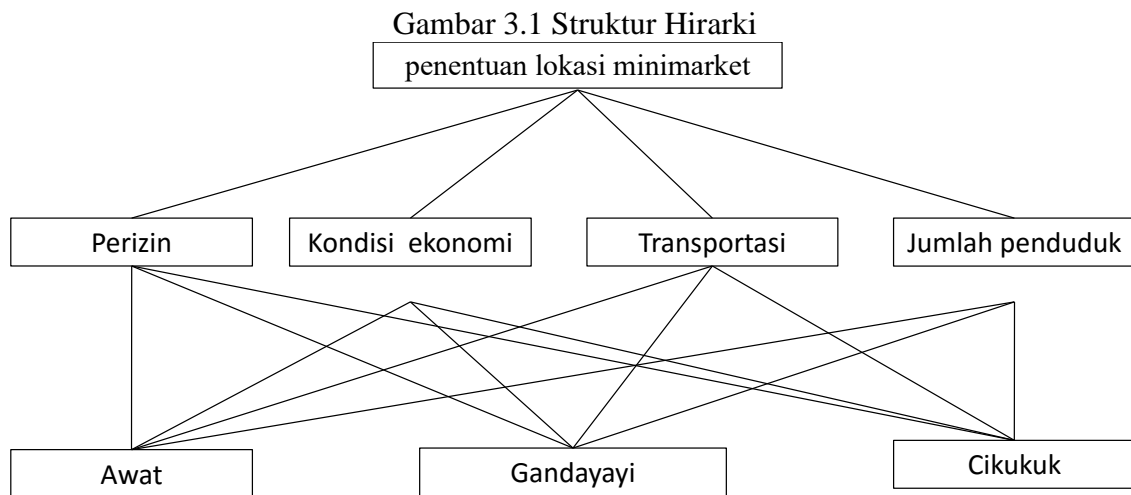 Gambar 3.1 Struktur Hirarki
penentuan lokasi minimarket
Perizin
Kondisi ekonomi
Transportasi
Jumlah penduduk
Awat
Gandayayi
Cikukuk